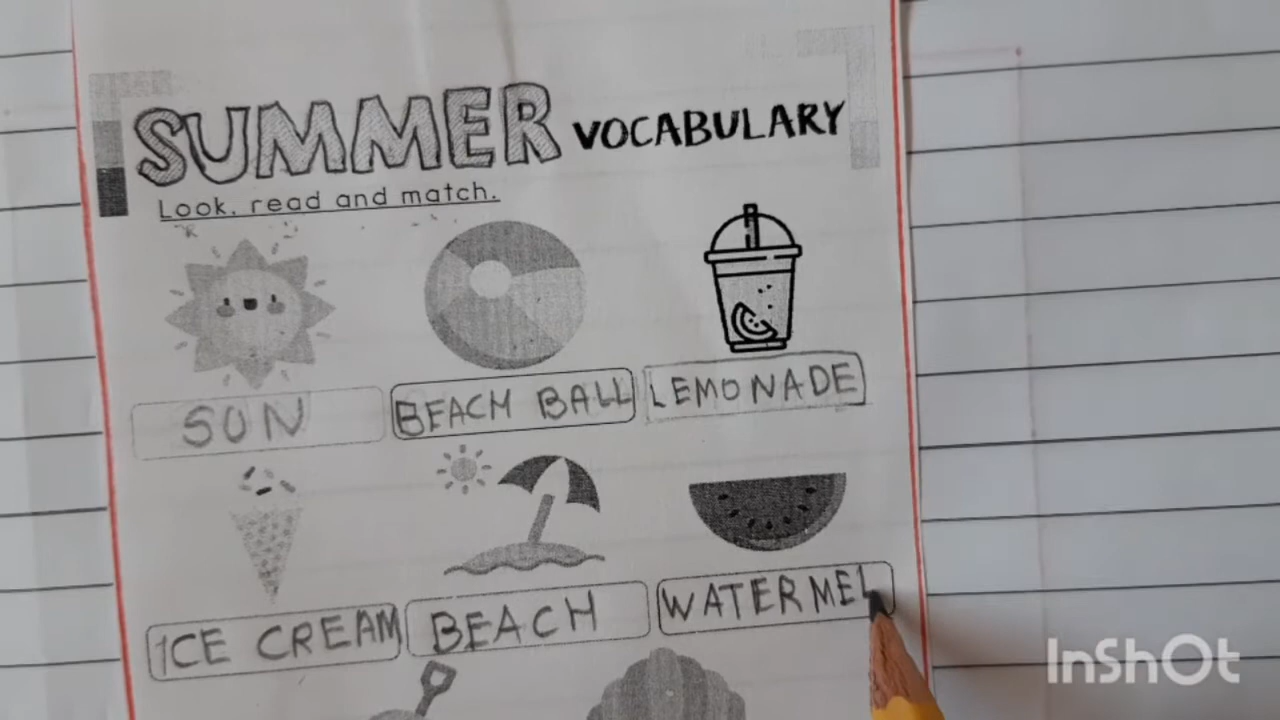 SUMMER VOCABULARY
Look, read and match.
SUN BEACH BALL LEMONADE
ICE CREAM BEACH WATERMEL
InShOt